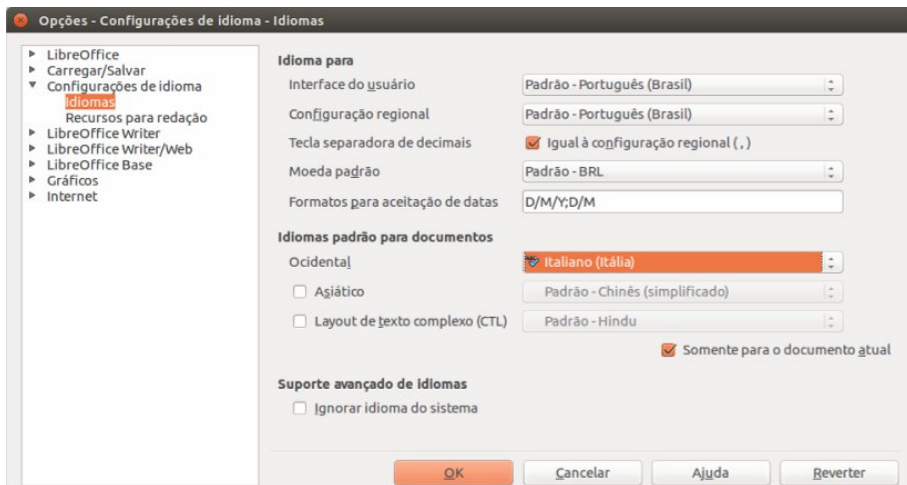 Opções - Configurações de idioma - Idiomas
LibreOffice
Carregar/Salvar
Configurações de idioma
Idiomas
Recursos para redação
LibreOffice Writer
LibreOffice Writer/Web
LibreOffice Base
Gráficos
Internet
Idioma para
Interface do usuário
Padrão - Português (Brasil)
Configuração regional
Padrão - Português (Brasil)
Tecla separadora de decimais
Igual à configuração regional ( , )
Moeda padrão
Padrão - BRL
Formatos para aceitação de datas
D/M/Y;D/M
Idiomas padrão para documentos
Ocidental
Italiano (Itália)
Asiático
Padrão - Chinês (simplificado)
Layout de texto complexo (CTL)
Padrão - Hindu
Somente para o documento atual
Suporte avançado de idiomas
Ignorar idioma do sistema
OK
Cancelar
Ajuda
Reverter